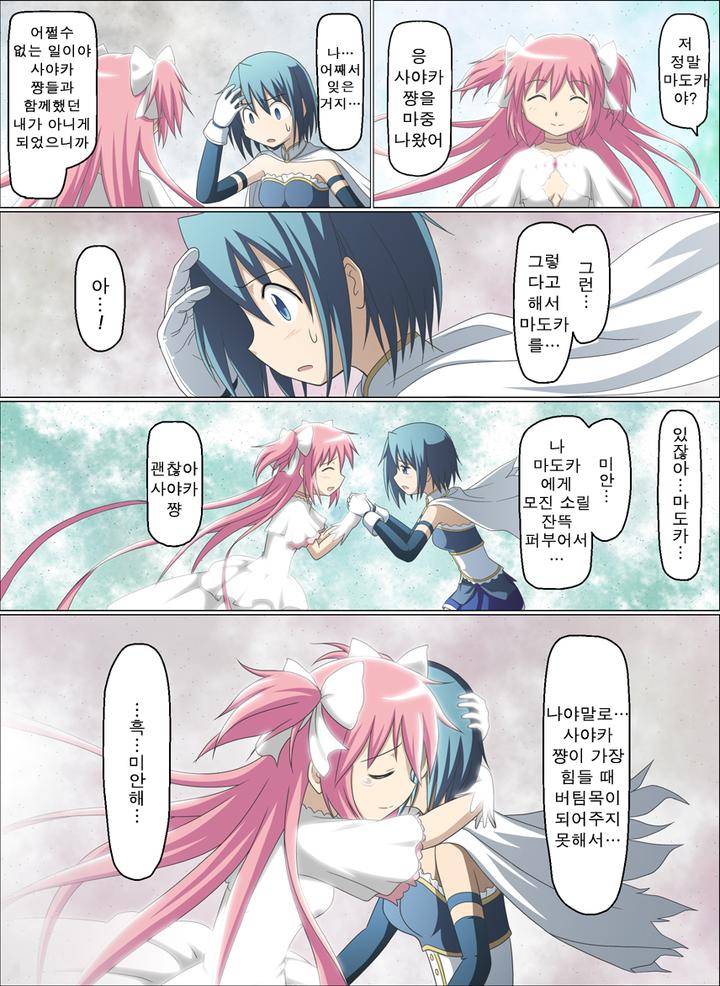 저
정말
마도카
야?
응
사야카
쨩을
마중
나왔어
나…
어째서
잊은
거지…
어쩔수
없는 일이야
사야카
쨩들과
함께했던
내가 아니게
되었으니까
그런…
그렇
다고
해서
마도카
를…
아
…!
있잖아…마도카…
미안…
나
마도카
에게
모진 소릴
잔뜩
퍼부어서
…
괜찮아
사야카
쨩
나야말로…
사야카
쨩이 가장
힘들 때
버팀목이
되어주지
못해서…
…흑…미안해…